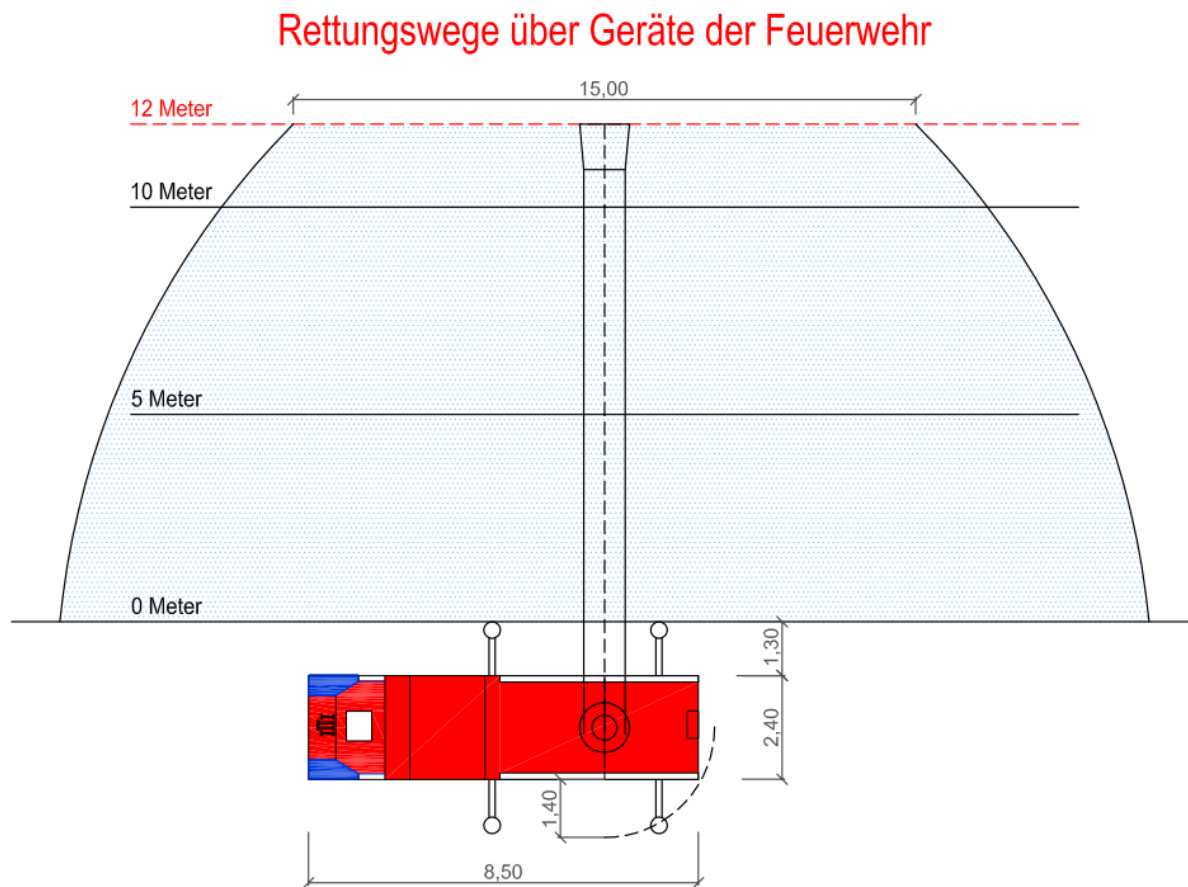 Rettungswege über Geräte der Feuerwehr
15,00
12 Meter
10 Meter
5 Meter
0 Meter
1,30
2,40
1,40
8,50